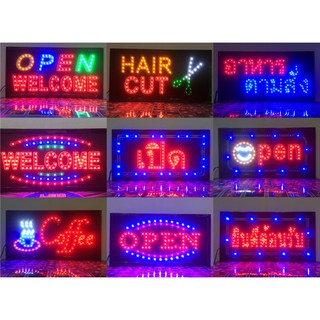 OPEN
WELCOME
HAIR
CUT
อาหาร
ตามสั่ง
WELCOME
เปิด
open
Coffee
OPEN
ยินดีต้อนรับ